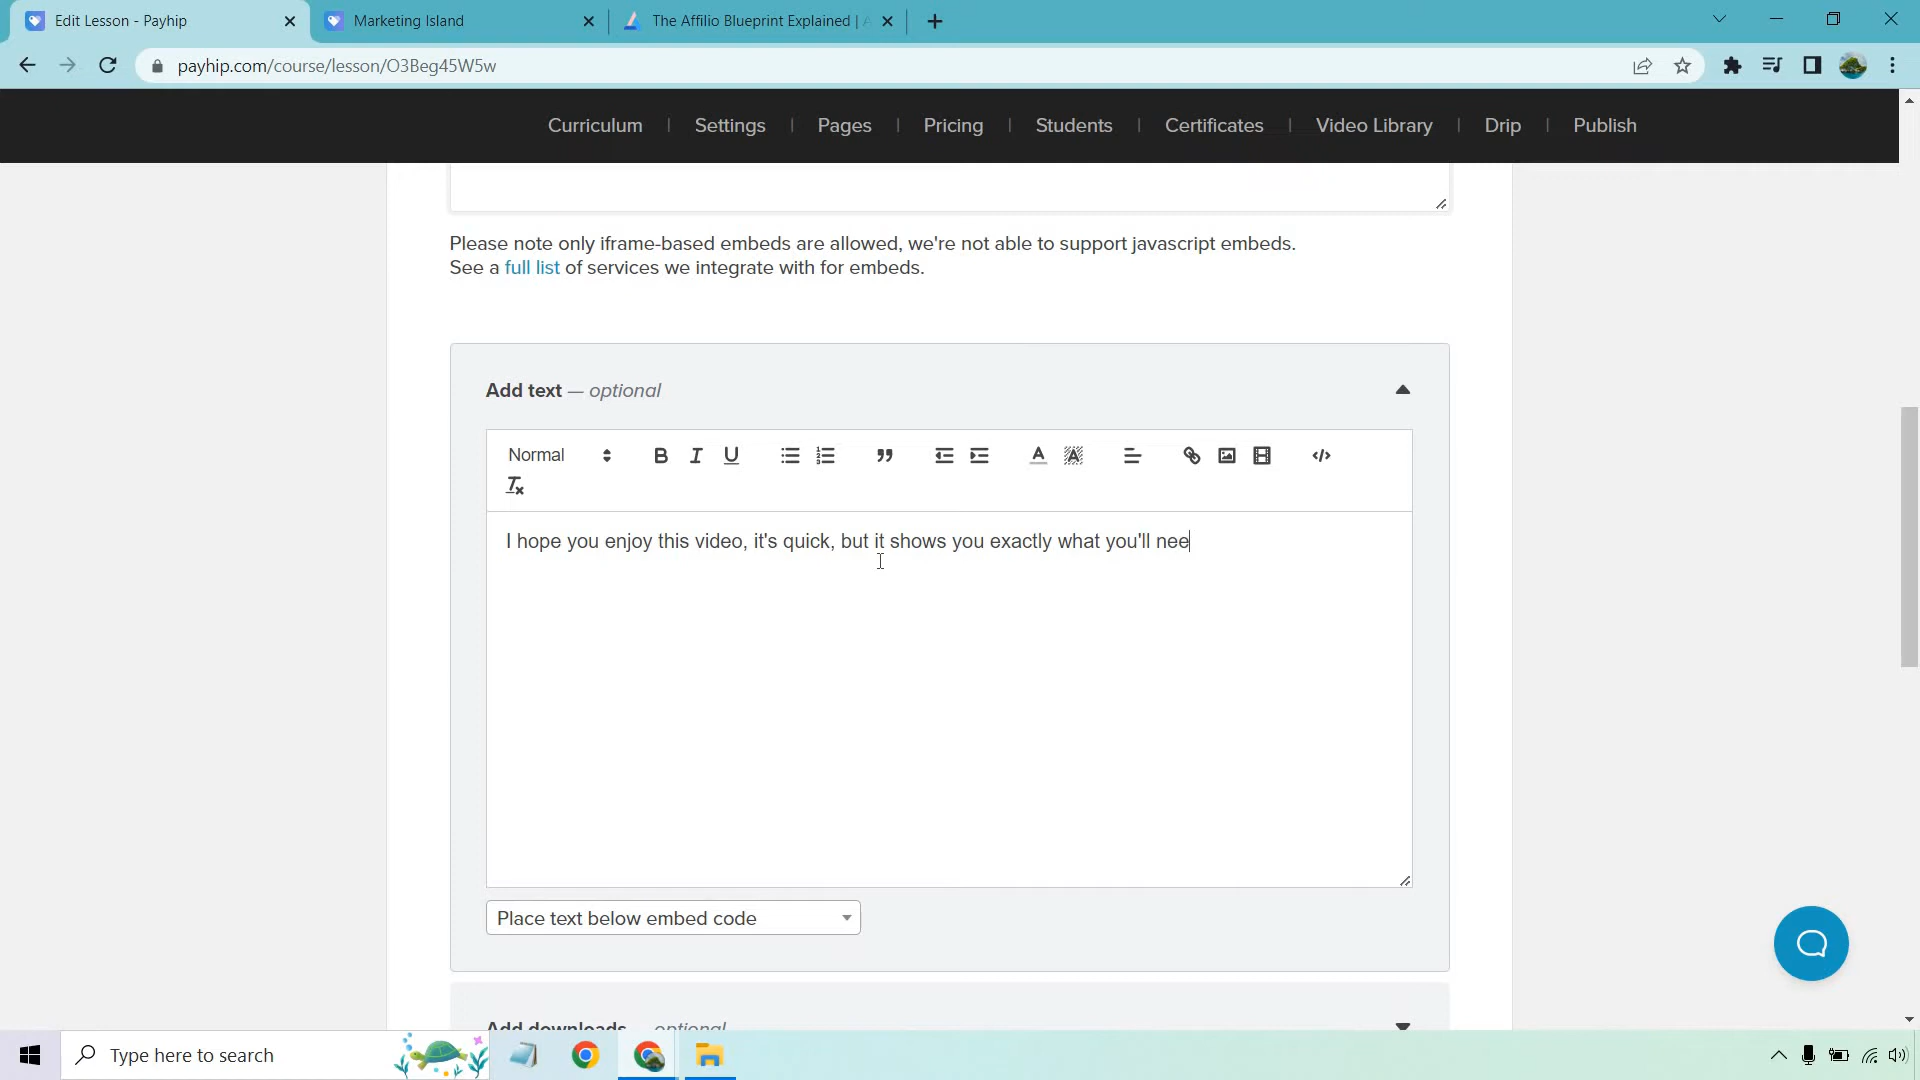 Edit Lesson - Payhip
Marketing Island
The Affilio Blueprint Explained |
payhip.com/course/lesson/O3Beg45W5w
Curriculum | Settings | Pages | Pricing | Students | Certificates | Video Library | Drip | Publish
Please note only iframe-based embeds are allowed, we're not able to support javascript embeds.
See a full list of services we integrate with for embeds.
Add text — optional
Normal
I hope you enjoy this video, it's quick, but it shows you exactly what you'll nee
Place text below embed code
Add downloads — optional
Type here to search